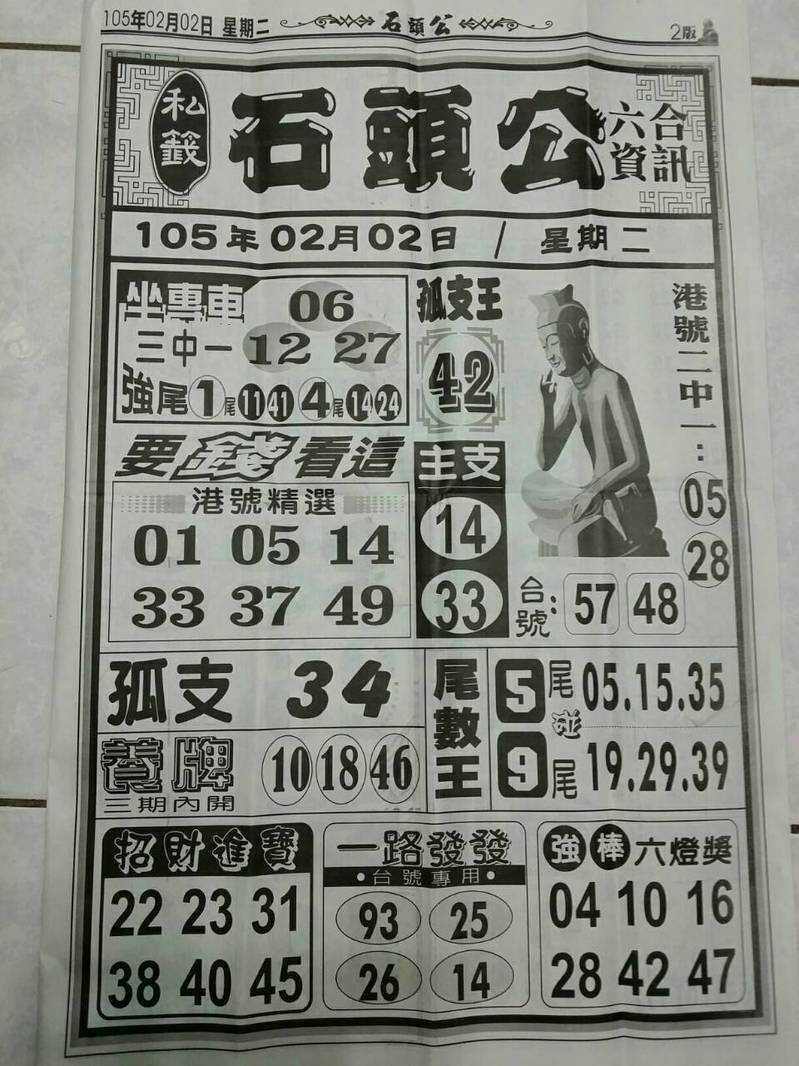 105年02月02日 星期二
石頭公
2版
私籤
石頭公
六合
資訊
105年02月02日 / 星期二
坐專車
三中一
06
12 27
強尾 1尾 11 41 4尾 14 24
孤支王
42
港號二中一：
05
28
要錢看這
港號精選
01 05 14
33 37 49
主支
14
33
台號：
57 48
孤支 34
養牌
三期內開
10 18 46
尾數王
5尾 05.15.35
並
9尾 19.29.39
招財進寶
22 23 31
38 40 45
一路發發
•台號專用•
93 25
26 14
強棒六燈獎
04 10 16
28 42 47